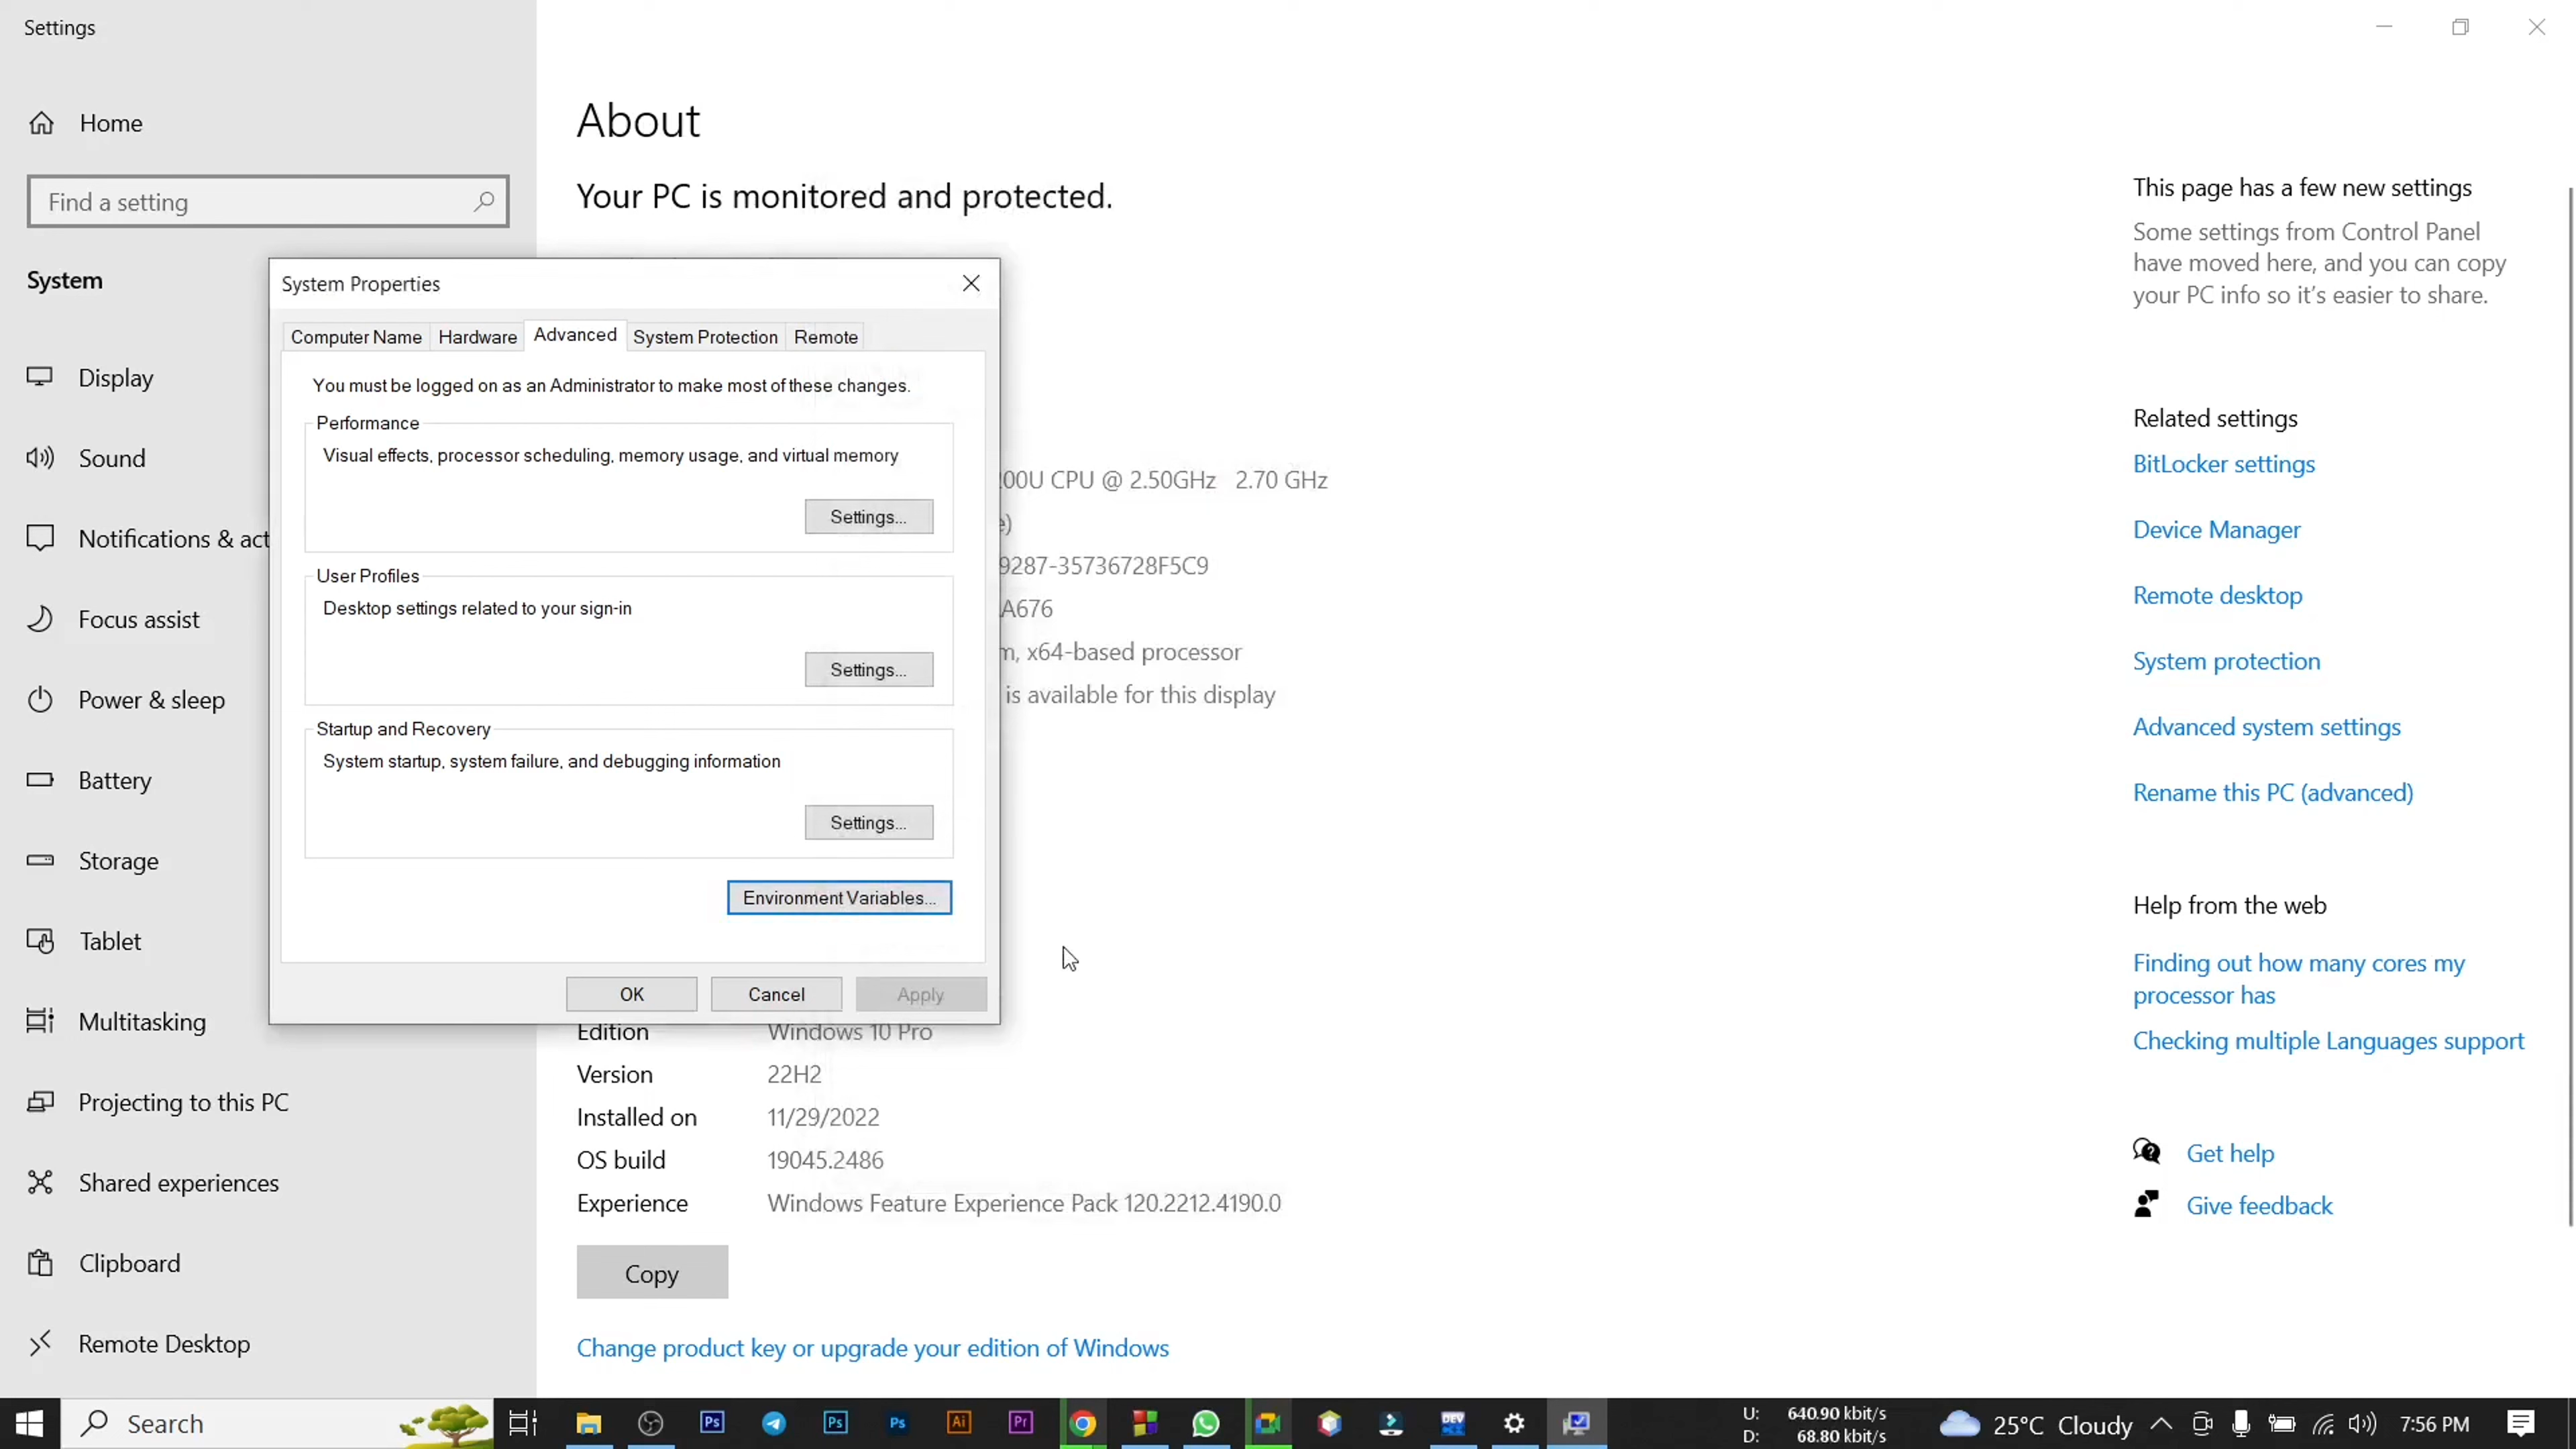 Settings
Home
Find a setting
System
Display
Sound
Notifications & act
Focus assist
Power & sleep
Battery
Storage
Tablet
Multitasking
Projecting to this PC
Shared experiences
Clipboard
Remote Desktop
About
Your PC is monitored and protected.
System Properties
Computer Name Hardware Advanced System Protection Remote
You must be logged on as an Administrator to make most of these changes.
Performance
Visual effects, processor scheduling, memory usage, and virtual memory
Settings...
User Profiles
Desktop settings related to your sign-in
Settings...
Startup and Recovery
System startup, system failure, and debugging information
Settings...
Environment Variables...
OK Cancel Apply
00U CPU @ 2.50GHz 2.70 GHz
e)
9287-35736728F5C9
A676
m, x64-based processor
is available for this display
Edition Windows 10 Pro
Version 22H2
Installed on 11/29/2022
OS build 19045.2486
Experience Windows Feature Experience Pack 120.2212.4190.0
Copy
Change product key or upgrade your edition of Windows
This page has a few new settings
Some settings from Control Panel
have moved here, and you can copy
your PC info so it's easier to share.
Related settings
BitLocker settings
Device Manager
Remote desktop
System protection
Advanced system settings
Rename this PC (advanced)
Help from the web
Finding out how many cores my
processor has
Checking multiple Languages support
Get help
Give feedback
Search
Ps
Ps
Ps
Ai
Pr
DEV
U: 640.90 kbit/s
D: 68.80 kbit/s
25°C Cloudy
7:56 PM